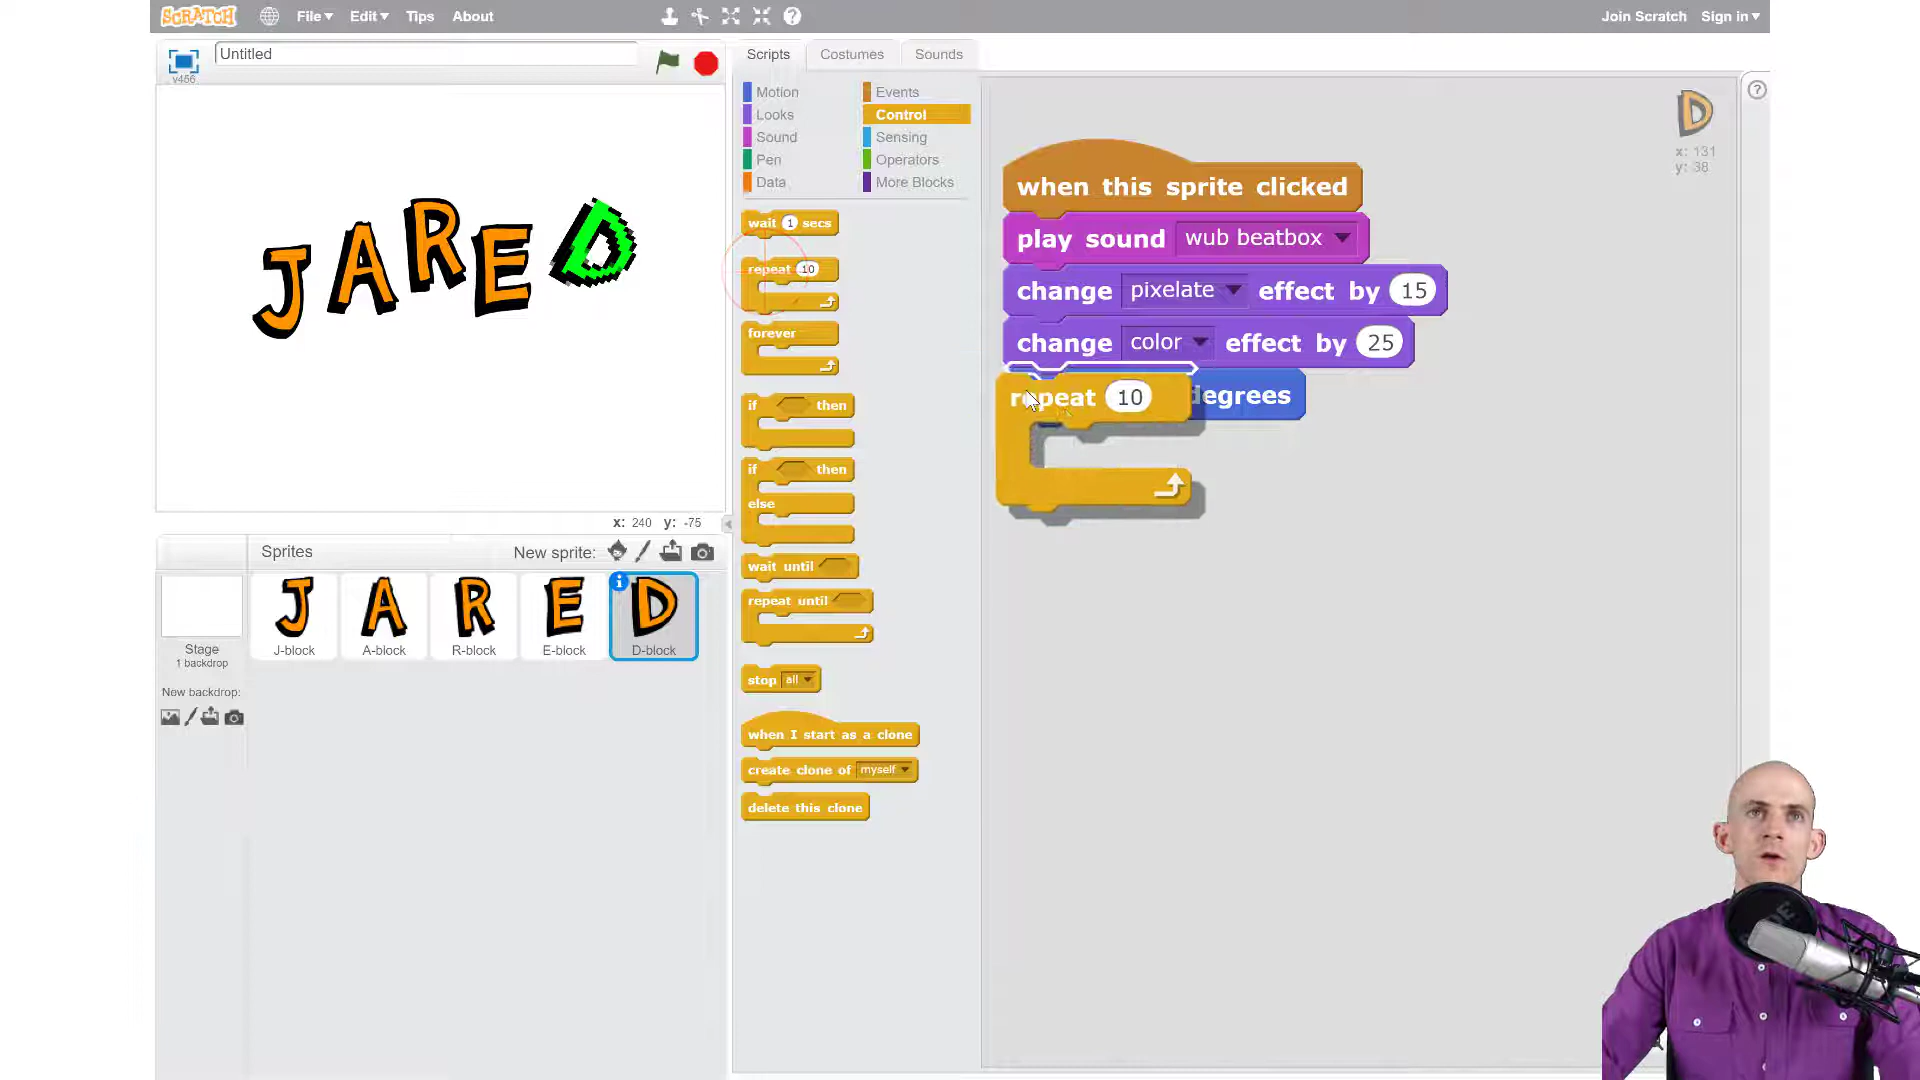 SCRATCH File Edit Tips About Join Scratch Sign in
v456 Untitled
Scripts Costumes Sounds
Motion Events
Looks Control
Sound Sensing
Pen Operators
Data More Blocks
JARED
x: 240 y: -75
Sprites New sprite:
J A R E D
J-block A-block R-block E-block D-block
Stage
1 backdrop
New backdrop:
wait 1 secs
repeat 10
forever
if then
if then
else
wait until
repeat until
stop all
when I start as a clone
create clone of myself
delete this clone
when this sprite clicked
play sound wub beatbox
change pixelate effect by 15
change color effect by 25
repeat 10 degrees
D
x: 131
y: 38